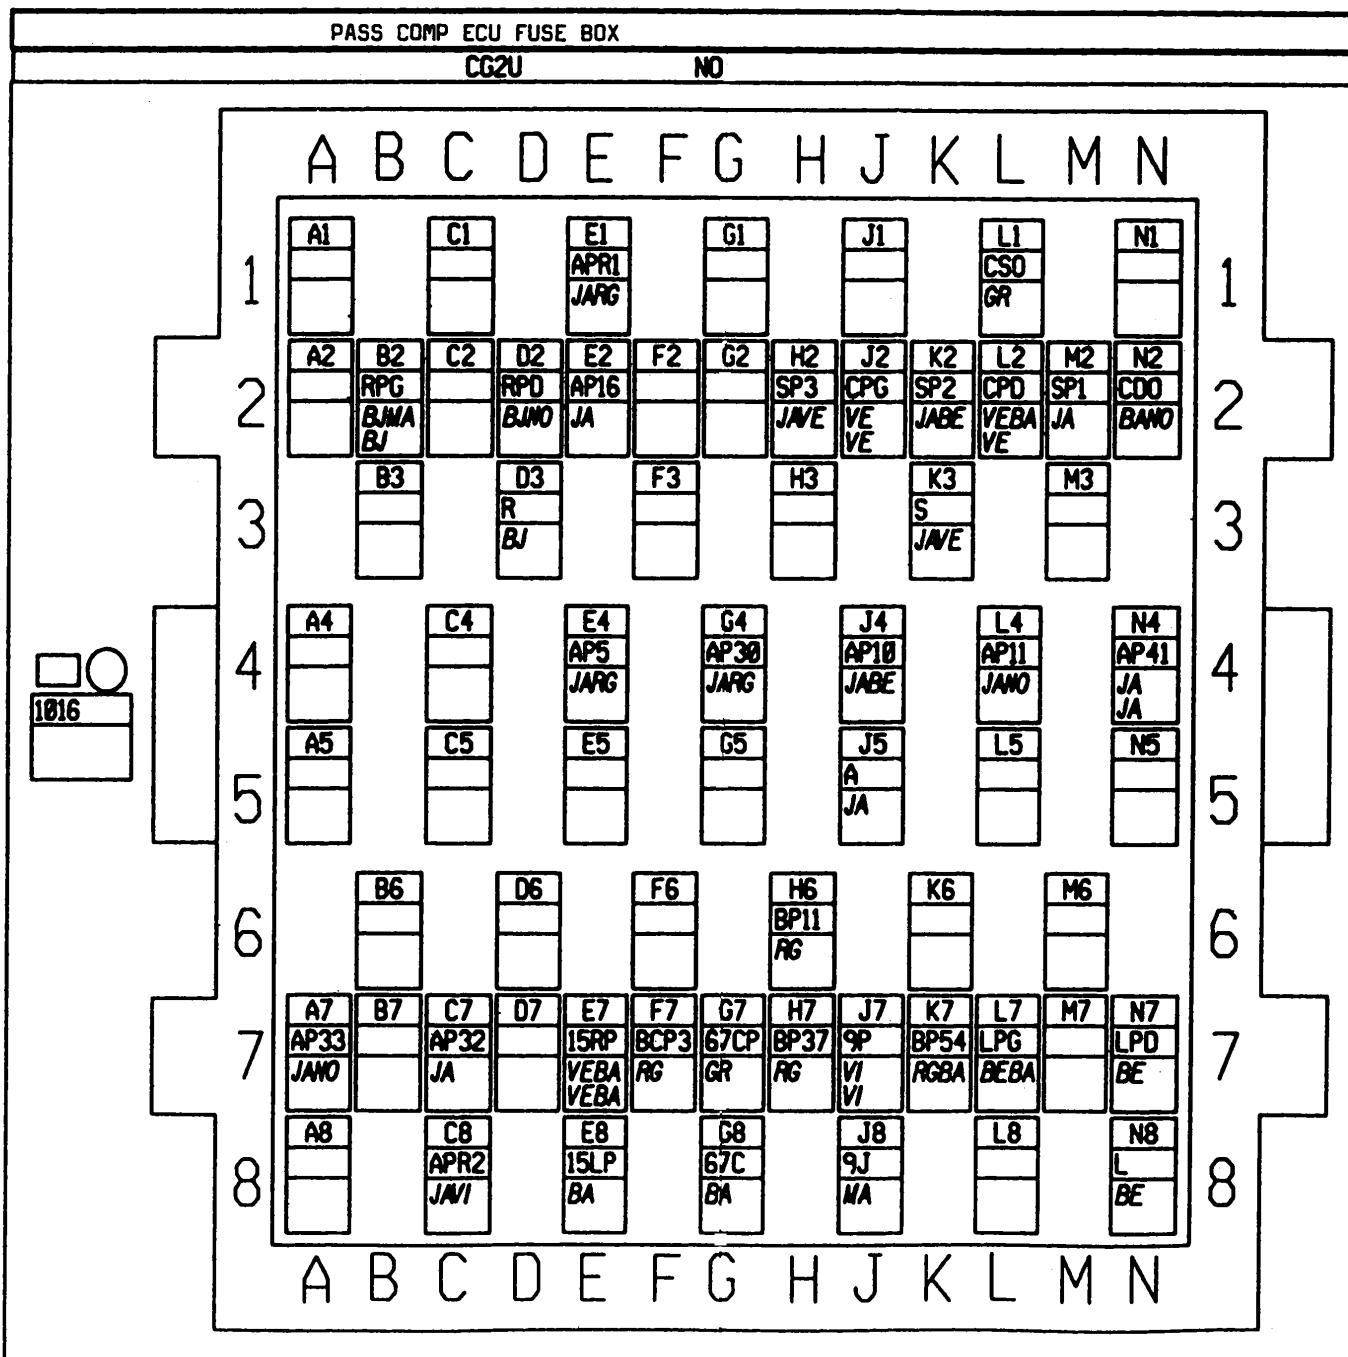 PASS COMP ECU FUSE BOX
CG2U NO
A B C D E F G H J K L M N
A1 C1 E1 G1 J1 L1 N1
APR1 CSO
1 JARG GR 1
A2 B2 C2 D2 E2 F2 G2 H2 J2 K2 L2 M2 N2
RPG RPD AP16 SP3 CPG SP2 CPD SP1 CDO
2 BJMA BJNO JA JAVE VE JABE VEBA JA BANO 2
BJ VE VE
B3 D3 F3 H3 K3 M3
R S
3 BJ JAVE 3
A4 C4 E4 G4 J4 L4 N4
AP5 AP30 AP10 AP11 AP41
4 JARG JARG JABE JANO JA 4
JA
1016
A5 C5 E5 G5 J5 L5 N5
A
5 JA 5
B6 D6 F6 H6 K6 M6
BP11
6 RG 6
A7 B7 C7 D7 E7 F7 G7 H7 J7 K7 L7 M7 N7
AP33 AP32 15RP BCP3 67CP BP37 9P BP54 LPG LPD
7 JANO JA VEBA RG GR RG VI RGBA BEBA BE 7
VEBA VI
A8 C8 E8 G8 J8 L8 N8
APR2 15LP 67C 9J L
8 JAVI BA BA MA BE 8
A B C D E F G H J K L M N